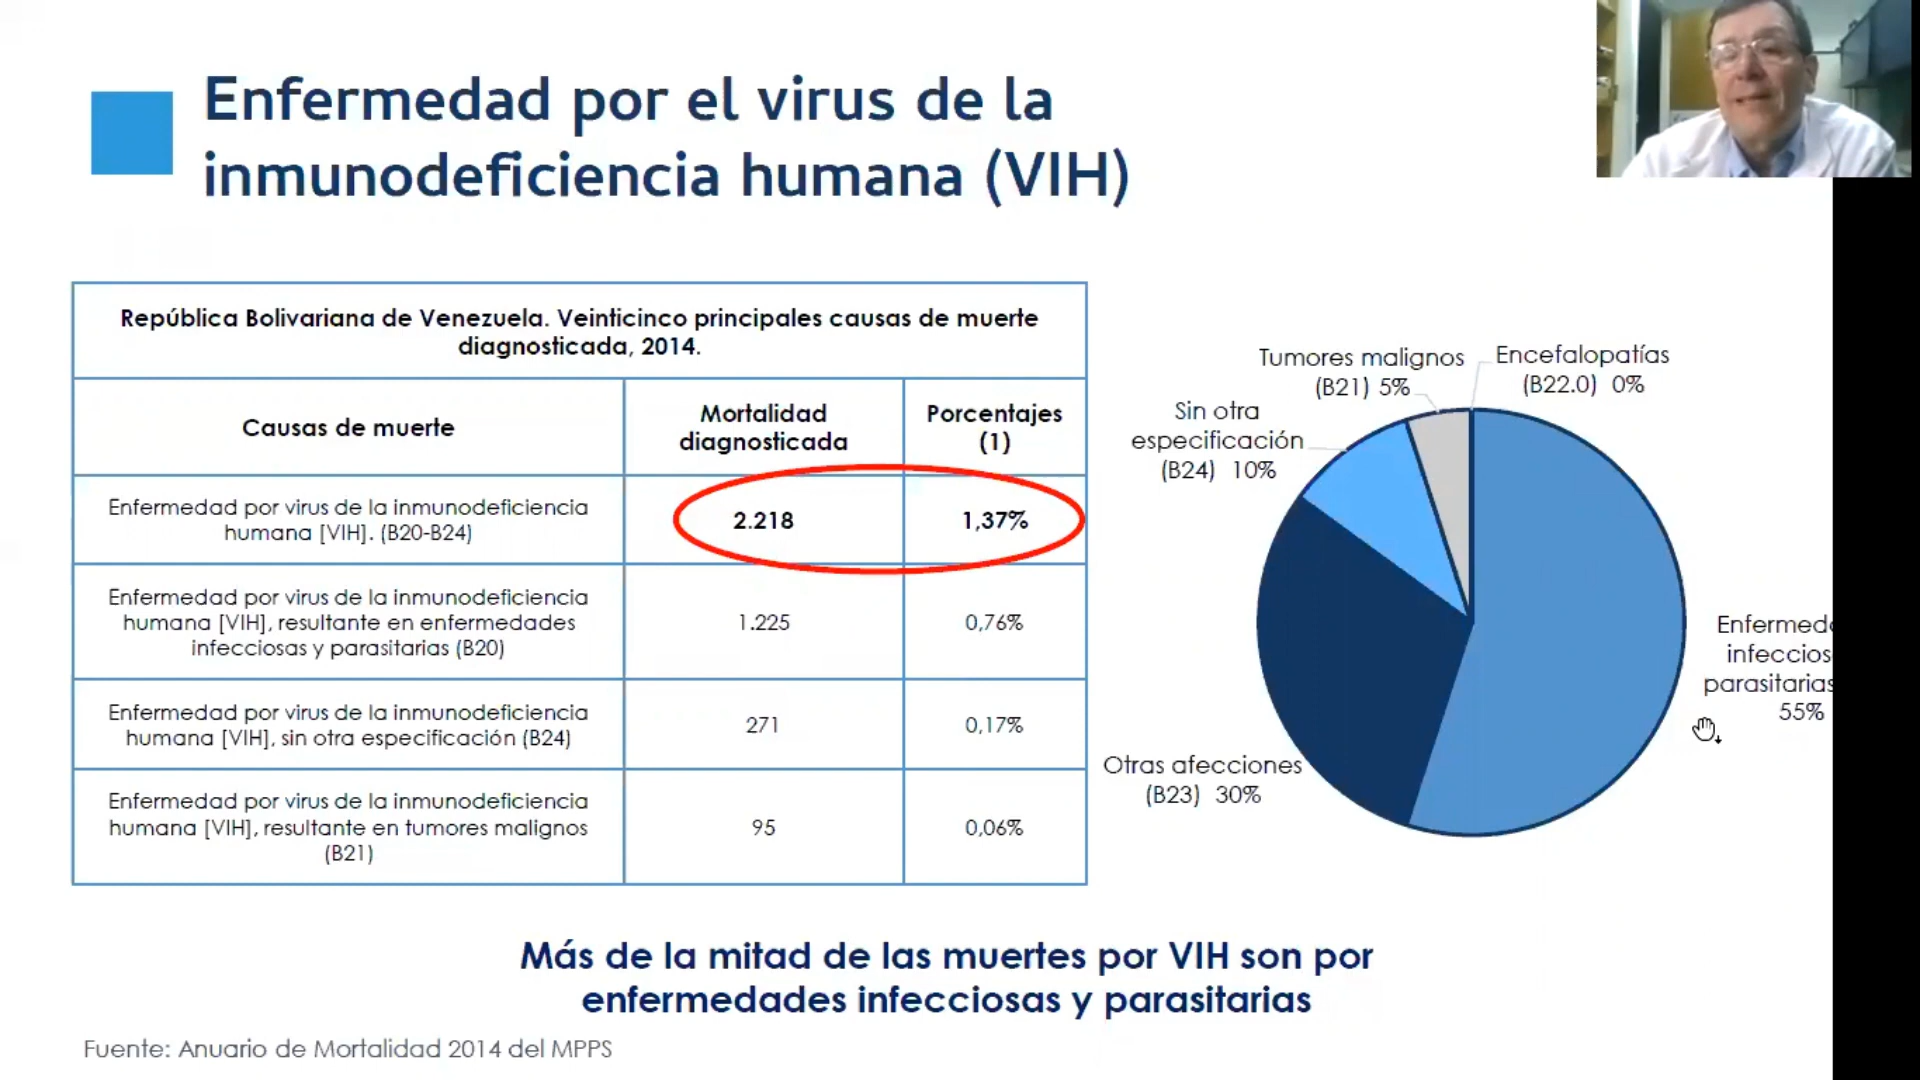 Enfermedad por el virus de la
inmunodeficiencia humana (VIH)
República Bolivariana de Venezuela. Veinticinco principales causas de muerte
diagnosticada, 2014.
Causas de muerte
Mortalidad
diagnosticada
Porcentajes
(1)
Enfermedad por virus de la inmunodeficiencia
humana [VIH]. (B20-B24)
2.218
1,37%
Enfermedad por virus de la inmunodeficiencia
humana [VIH], resultante en enfermedades
infecciosas y parasitarias (B20)
1.225
0,76%
Enfermedad por virus de la inmunodeficiencia
humana [VIH], sin otra especificación (B24)
271
0,17%
Enfermedad por virus de la inmunodeficiencia
humana [VIH], resultante en tumores malignos
(B21)
95
0,06%
Tumores malignos
(B21) 5%
Encefalopatías
(B22.0) 0%
Sin otra
especificación
(B24) 10%
Otras afecciones
(B23) 30%
Enfermed
infeccios
parasitarias
55%
Más de la mitad de las muertes por VIH son por
enfermedades infecciosas y parasitarias
Fuente: Anuario de Mortalidad 2014 del MPPS